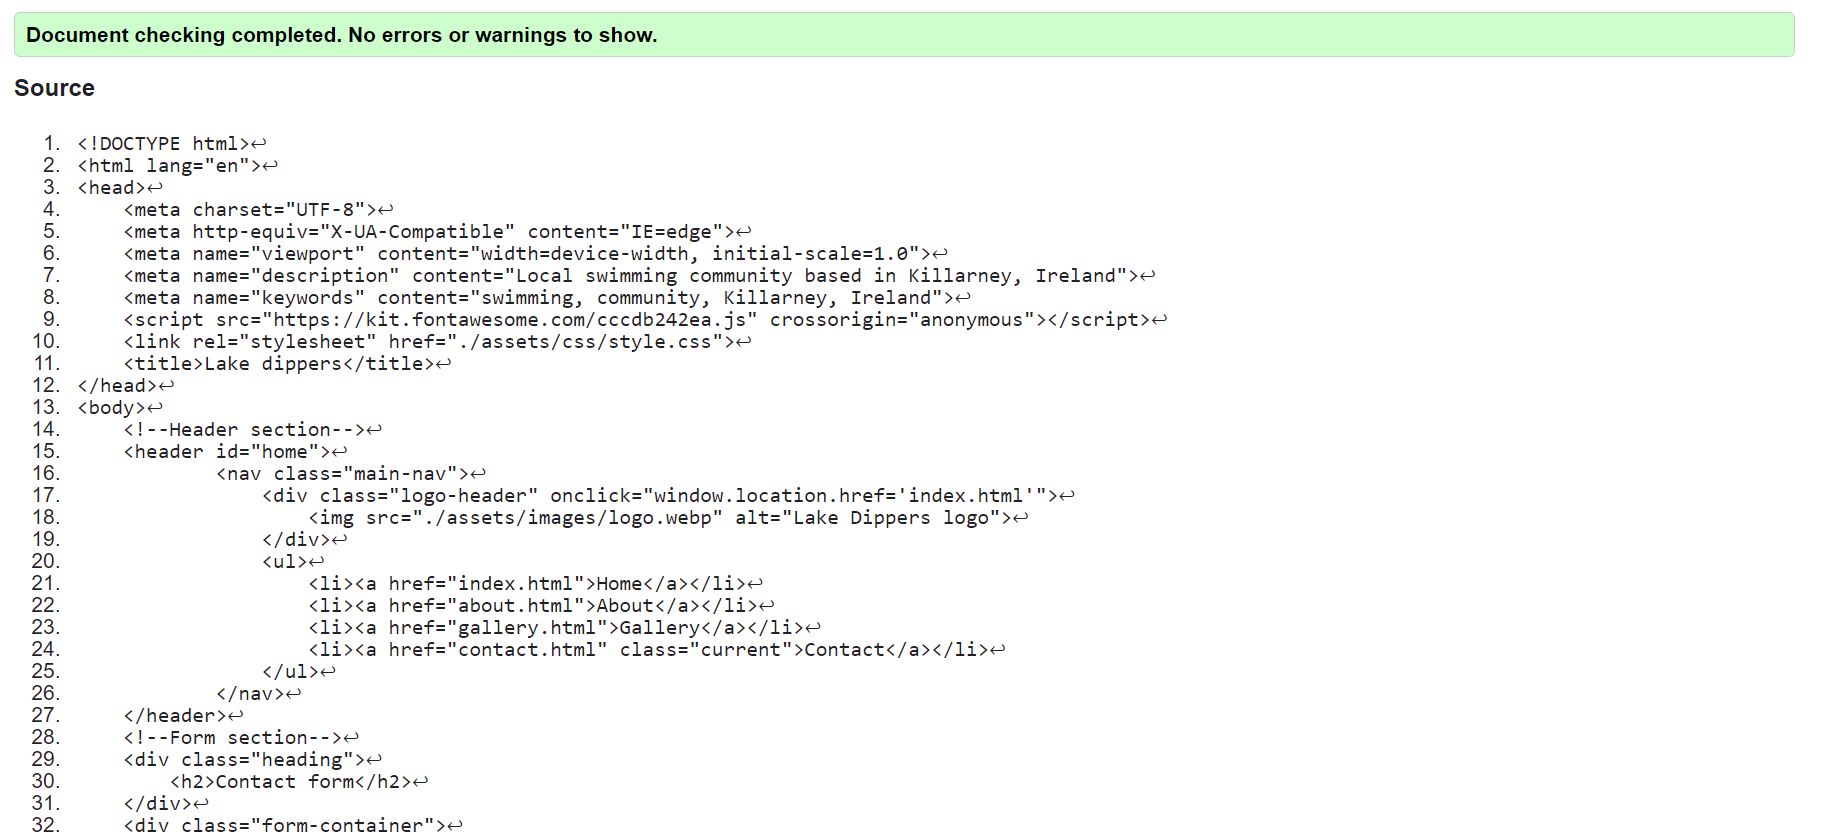 Document checking completed. No errors or warnings to show.
Source
1. <!DOCTYPE html>↩
2. <html lang="en">↩
3. <head>↩
4.     <meta charset="UTF-8">↩
5.     <meta http-equiv="X-UA-Compatible" content="IE=edge">↩
6.     <meta name="viewport" content="width=device-width, initial-scale=1.0">↩
7.     <meta name="description" content="Local swimming community based in Killarney, Ireland">↩
8.     <meta name="keywords" content="swimming, community, Killarney, Ireland">↩
9.     <script src="https://kit.fontawesome.com/cccdb242ea.js" crossorigin="anonymous"></script>↩
10.     <link rel="stylesheet" href="./assets/css/style.css">↩
11.     <title>Lake dippers</title>↩
12. </head>↩
13. <body>↩
14.     <!--Header section-->↩
15.     <header id="home">↩
16.             <nav class="main-nav">↩
17.                 <div class="logo-header" onclick="window.location.href='index.html'">↩
18.                     <img src="./assets/images/logo.webp" alt="Lake Dippers logo">↩
19.                 </div>↩
20.                 <ul>↩
21.                     <li><a href="index.html">Home</a></li>↩
22.                     <li><a href="about.html">About</a></li>↩
23.                     <li><a href="gallery.html">Gallery</a></li>↩
24.                     <li><a href="contact.html" class="current">Contact</a></li>↩
25.                 </ul>↩
26.             </nav>↩
27.     </header>↩
28.     <!--Form section-->↩
29.     <div class="heading">↩
30.         <h2>Contact form</h2>↩
31.     </div>↩
32.     <div class="form-container">↩